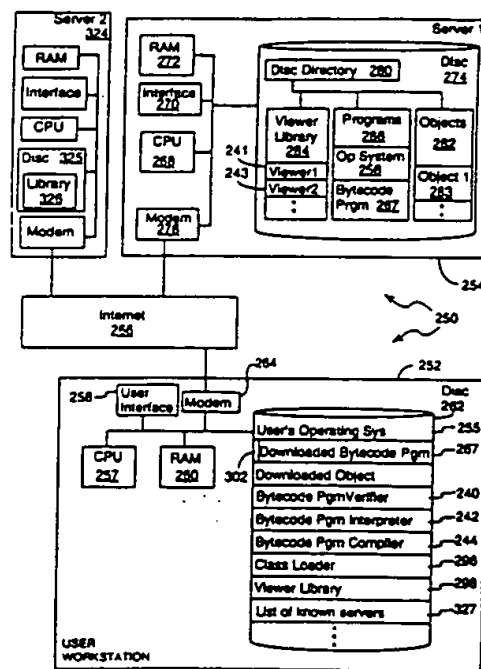 Server 2
324
RAM
Interface
CPU
Disc 325
Library
326
Modem
Server 1
RAM
272
Interface
270
CPU
268
Modem
276
Disc
274
Disc Directory 280
Viewer
Library
284
241
Viewer1
243
Viewer2
Programs
286
Op System
256
Bytecode
Prgm 267
Objects
282
Object 1
283
254
250
Internet
256
252
264
258
User
Interface
Modem
CPU
257
RAM
260
302
Disc
262
User's Operating Sys
255
Downloaded Bytecode Pgm
267
Downloaded Object
Bytecode PgmVerifier
240
Bytecode Pgm Interpreter
242
Bytecode Pgm Compiler
244
Class Loader
296
Viewer Library
298
List of known servers
327
USER
WORKSTATION